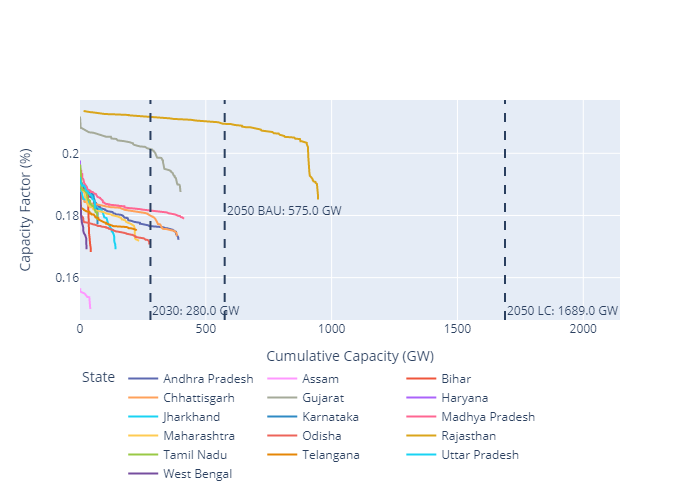 Capacity Factor (%)
0.2
0.18
0.16
2050 BAU: 575.0 GW
2030: 280.0 GW
2050 LC: 1689.0 GW
0
500
1000
1500
2000
Cumulative Capacity (GW)
State
Andhra Pradesh
Assam
Bihar
Chhattisgarh
Gujarat
Haryana
Jharkhand
Karnataka
Madhya Pradesh
Maharashtra
Odisha
Rajasthan
Tamil Nadu
Telangana
Uttar Pradesh
West Bengal